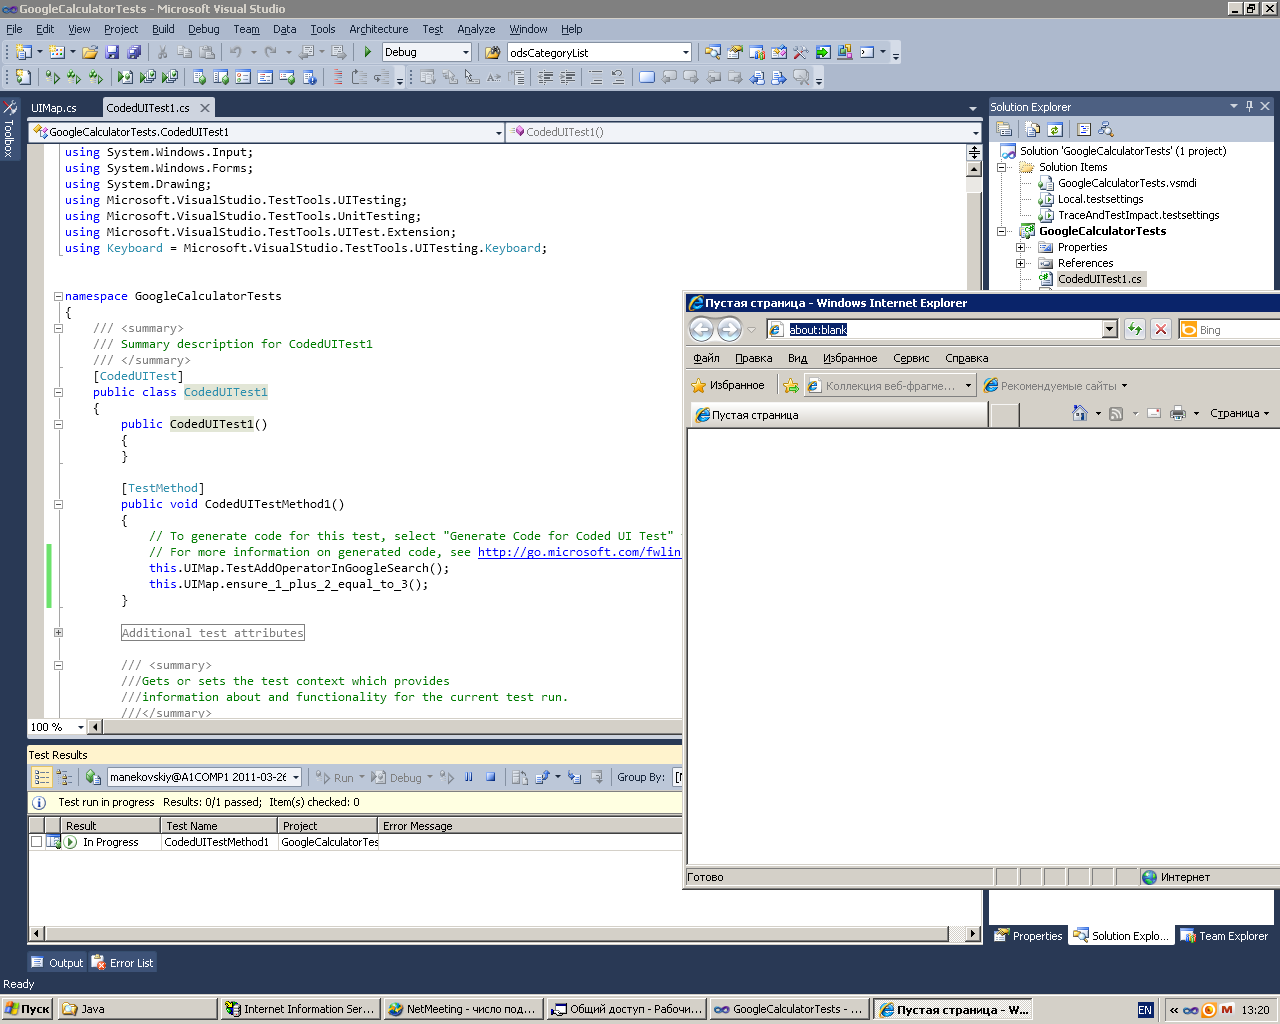 GoogleCalculatorTests - Microsoft Visual Studio
File Edit View Project Build Debug Team Data Tools Architecture Test Analyze Window Help
Debug odsCategoryList
Toolbox
UIMap.cs CodedUITest1.cs
GoogleCalculatorTests.CodedUITest1 CodedUITest1()
using System.Windows.Input;
using System.Windows.Forms;
using System.Drawing;
using Microsoft.VisualStudio.TestTools.UITesting;
using Microsoft.VisualStudio.TestTools.UnitTesting;
using Microsoft.VisualStudio.TestTools.UITest.Extension;
using Keyboard = Microsoft.VisualStudio.TestTools.UITesting.Keyboard;
namespace GoogleCalculatorTests
{
/// <summary>
/// Summary description for CodedUITest1
/// </summary>
[CodedUITest]
public class CodedUITest1
{
public CodedUITest1()
{
}
[TestMethod]
public void CodedUITestMethod1()
{
// To generate code for this test, select "Generate Code for Coded UI Test"
// For more information on generated code, see http://go.microsoft.com/fwlin
this.UIMap.TestAddOperatorInGoogleSearch();
this.UIMap.ensure_1_plus_2_equal_to_3();
}
Additional test attributes
/// <summary>
///Gets or sets the test context which provides
///information about and functionality for the current test run.
///</summary>
100 %
Solution Explorer
Solution 'GoogleCalculatorTests' (1 project)
Solution Items
GoogleCalculatorTests.vsmdi
Local.testsettings
TraceAndTestImpact.testsettings
GoogleCalculatorTests
Properties
References
CodedUITest1.cs
Пустая страница - Windows Internet Explorer
about:blank Bing
Файл Правка Вид Избранное Сервис Справка
Избранное Коллекция веб-фрагме... Рекомендуемые сайты
Пустая страница Страница
Готово Интернет
Test Results
manekovskiy@A1COMP1 2011-03-26 Run Debug Group By: [N
Test run in progress Results: 0/1 passed; Item(s) checked: 0
Result Test Name Project Error Message
In Progress CodedUITestMethod1 GoogleCalculatorTes
Properties Solution Explo... Team Explorer
Output Error List
Ready
Пуск Java Internet Information Ser... NetMeeting - число под... Общий доступ - Рабочи... GoogleCalculatorTests - ... Пустая страница - W... EN « 13:20